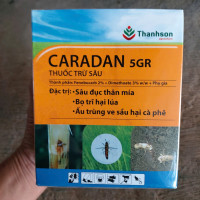 Thanhson
CARADAN 5GR
THUỐC TRỪ SÂU
Đặc trị: •Sâu đục thân mía
•Bọ trĩ hại lúa
•Ấu trùng ve sầu hại cà phê